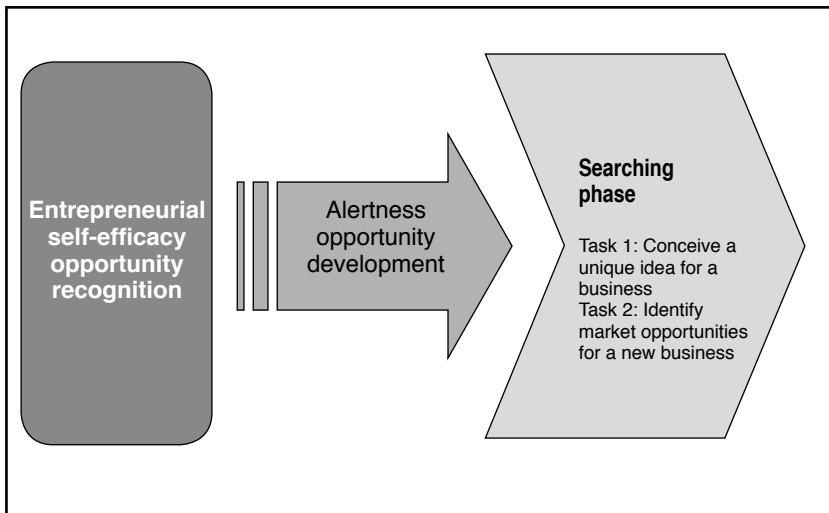 Entrepreneurial
self-efficacy
opportunity
recognition
Alertness
opportunity
development
Searching
phase
Task 1: Conceive a
unique idea for a
business
Task 2: Identify
market opportunities
for a new business